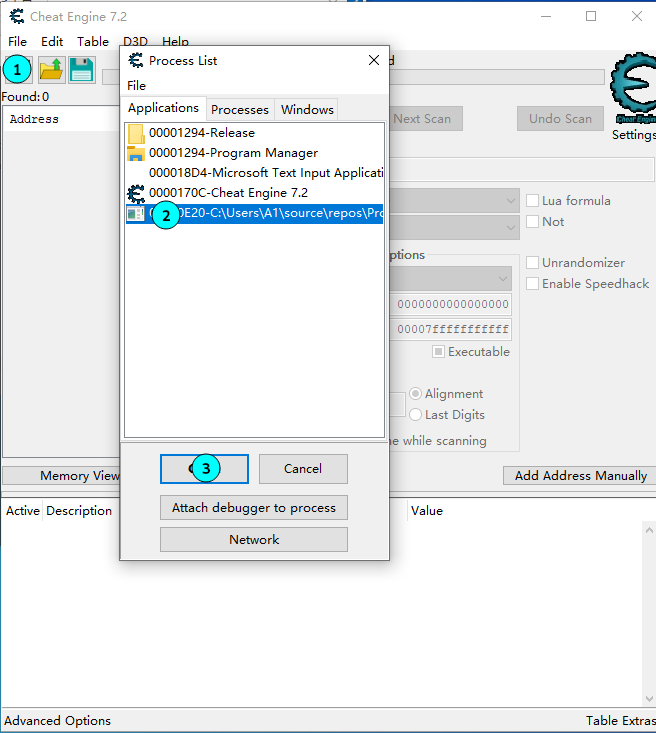 Cheat Engine 7.2
File Edit Table D3D Help
1
Process List
File
Found: 0
Applications Processes Windows
Address
Next Scan Undo Scan
Cheat Engine
Settings
00001294-Release
00001294-Program Manager
000018D4-Microsoft Text Input Applicati
0000170C-Cheat Engine 7.2
2
0E20-C:\Users\A1\source\repos\Pro
Lua formula
Not
ptions
Unrandomizer
Enable Speedhack
0000000000000000
00007fffffffffff
Executable
Alignment
Last Digits
e while scanning
3
Cancel
Memory View
Add Address Manually
Attach debugger to process
Network
Active Description Value
Advanced Options Table Extras